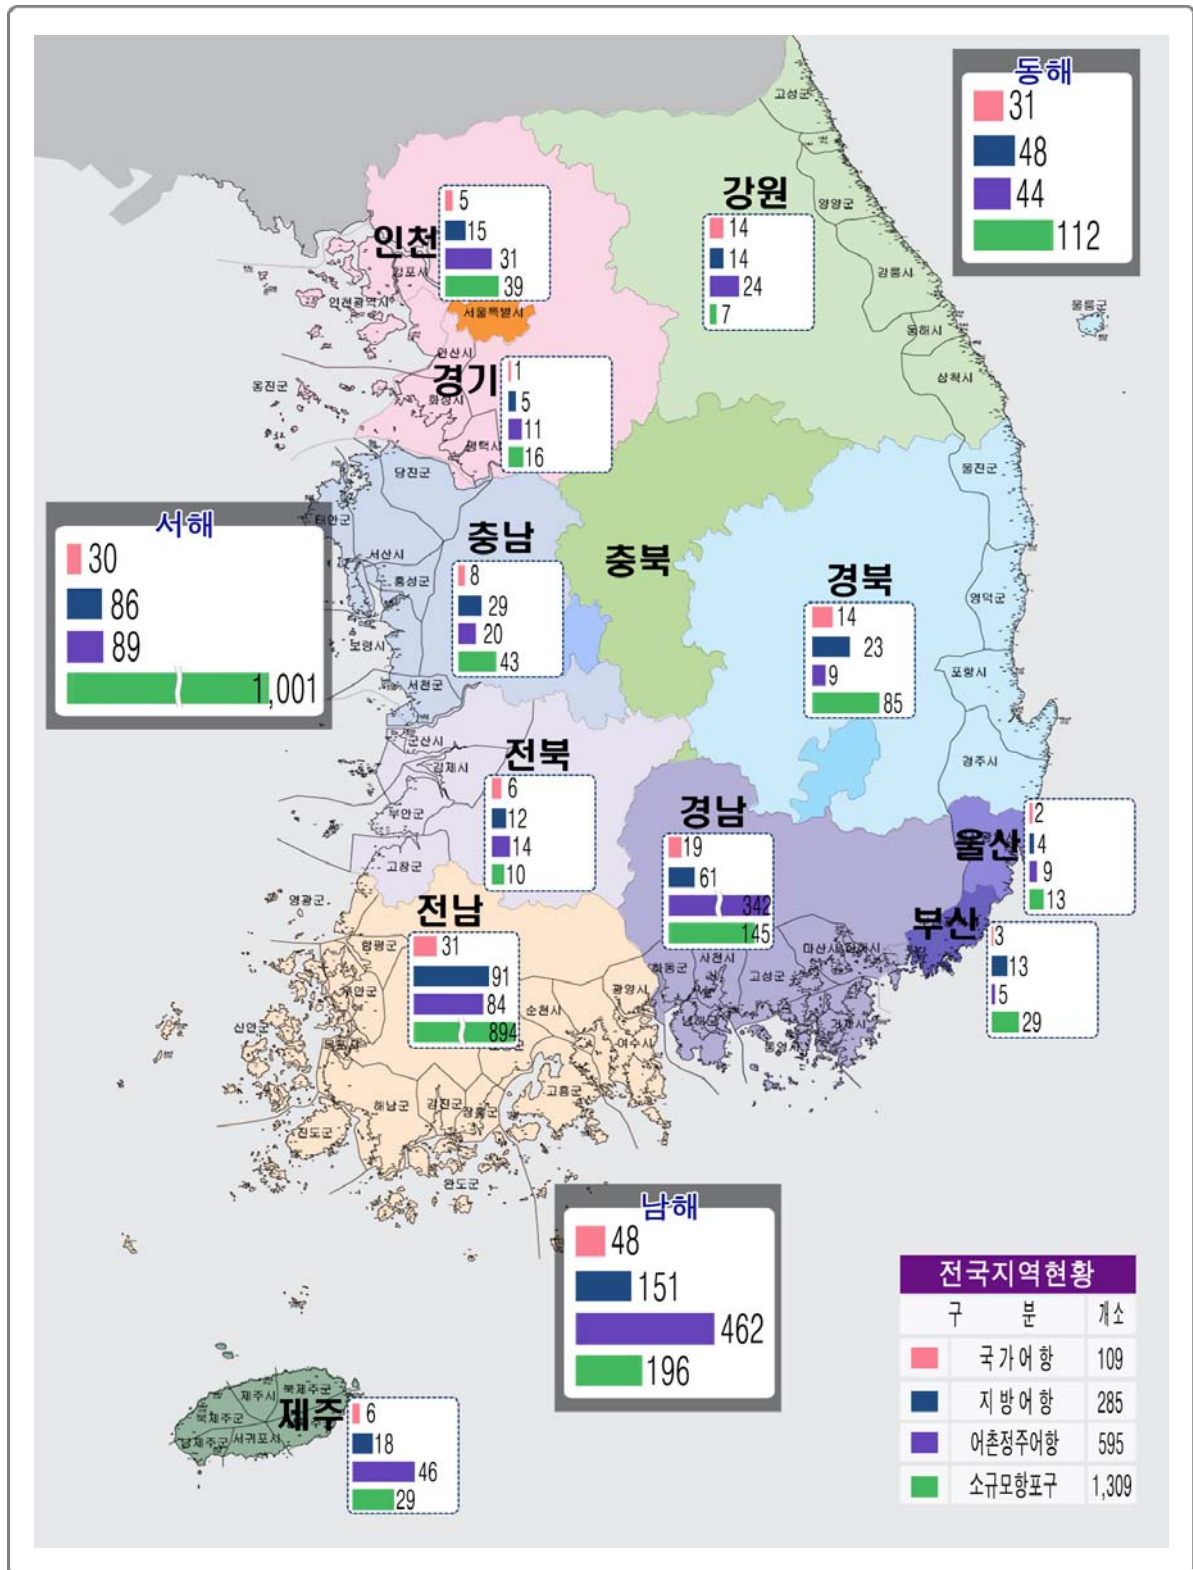 동해
31
48
44
112
고성군
양양군
강릉시
동해시
삼척시
울릉군
강원
14
14
24
7
인천
5
15
31
39
김포시
인천광역시
서울특별시
안산시
옹진군
경기
화성시
평택시
1
5
11
16
당진군
태안군
서산시
홍성군
보령시
서천군
서해
30
86
89
1,001
충남
8
29
20
43
충북
경북
14
23
9
85
울진군
영덕군
포항시
경주시
군산시
김제시
부안군
고창군
전북
6
12
14
10
경남
19
61
342
145
울산
2
4
9
13
부산
3
13
5
29
하동군
사천시
고성군
마산시
남해군
통영시
거제시
전남
31
91
84
894
영광군
함평군
무안군
신안군
목포시
순천시
광양시
여수시
고흥군
해남군
강진군
장흥군
진도군
완도군
남해
48
151
462
196
제주
제주시
북제주군
북제주군
남제주군
서귀포시
6
18
46
29
전국지역현황
구 분 개소
국가어항 109
지방어항 285
어촌정주어항 595
소규모항포구 1,309